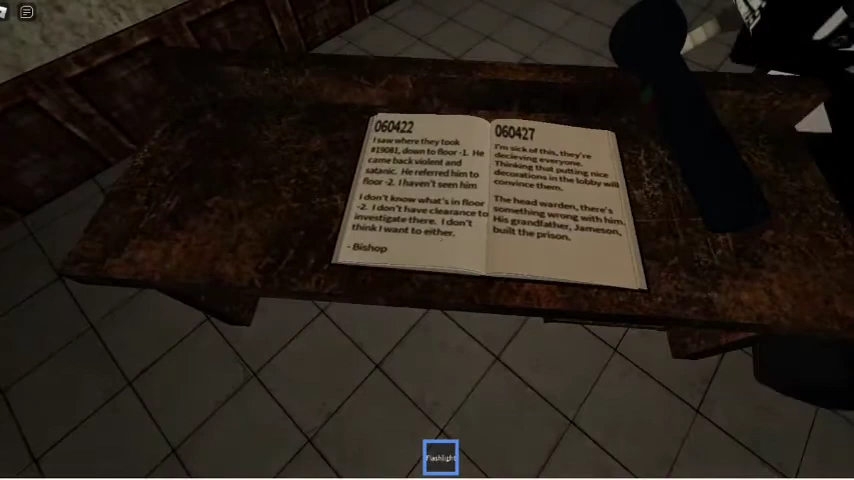 060422
I saw where they took
#19081, down to floor -1. He
came back violent and
satanic. He referred him to
floor -2. I haven't seen him
I don't know what's in floor
-2. I don't have clearance to
investigate there. I don't
think I want to either.
- Bishop
060427
I'm sick of this, they're
decieving everyone.
Thinking that putting nice
decorations in the lobby will
convince them.
The head warden, there's
something wrong with him.
His grandfather, Jameson,
built the prison.
Flashlight